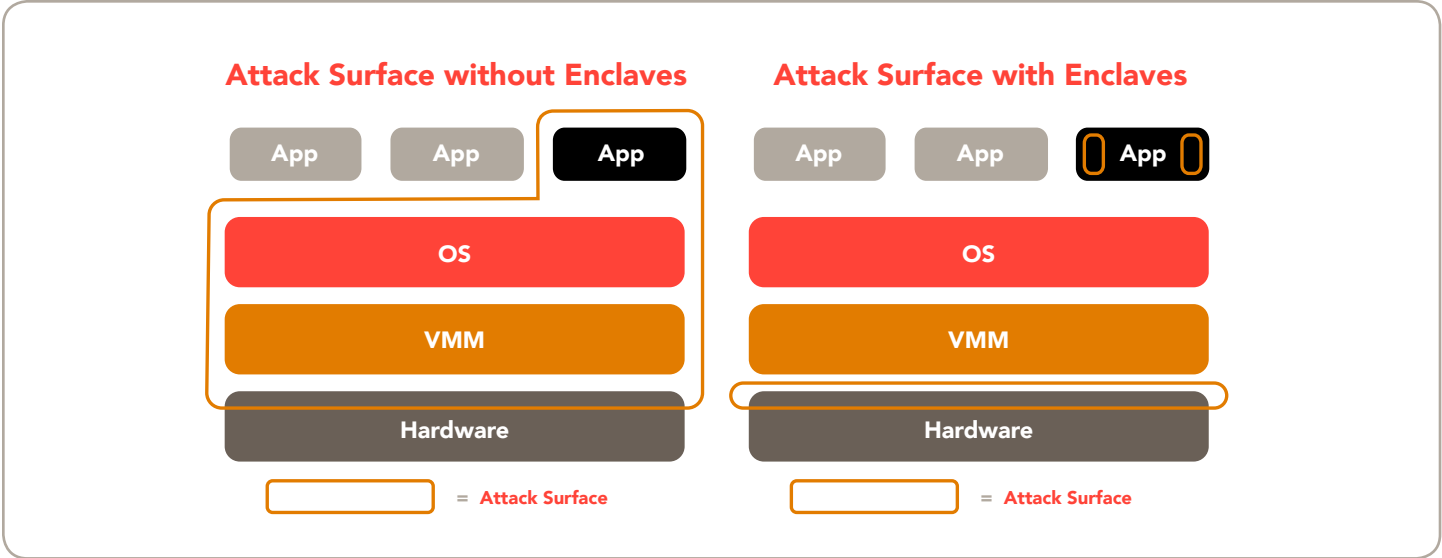 Attack Surface without Enclaves
App App App
OS
VMM
Hardware
= Attack Surface
Attack Surface with Enclaves
App App App
OS
VMM
Hardware
= Attack Surface